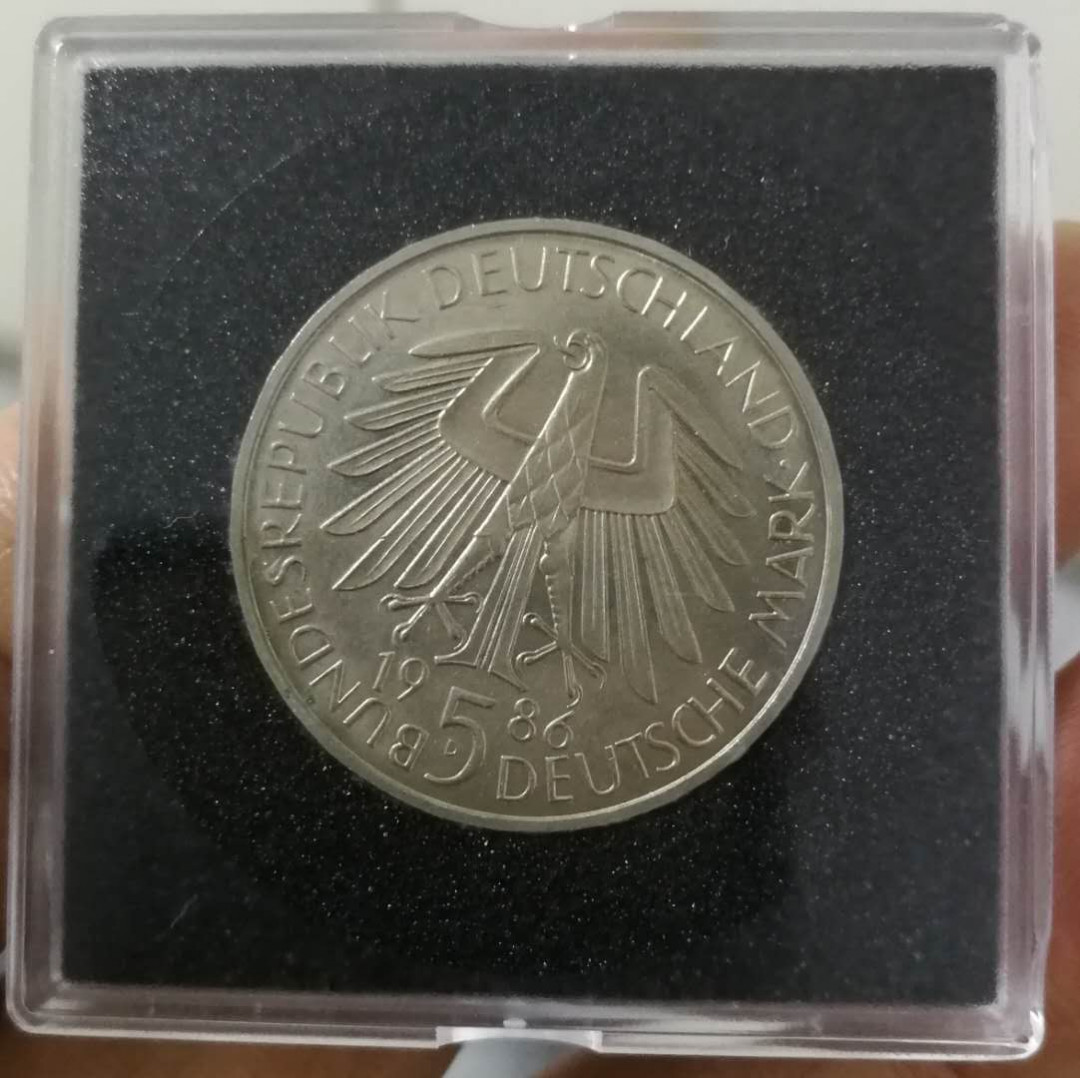 BUNDESREPUBLIK DEUTSCHLAND·
5 DEUTSCHE MARK·
19 86
D